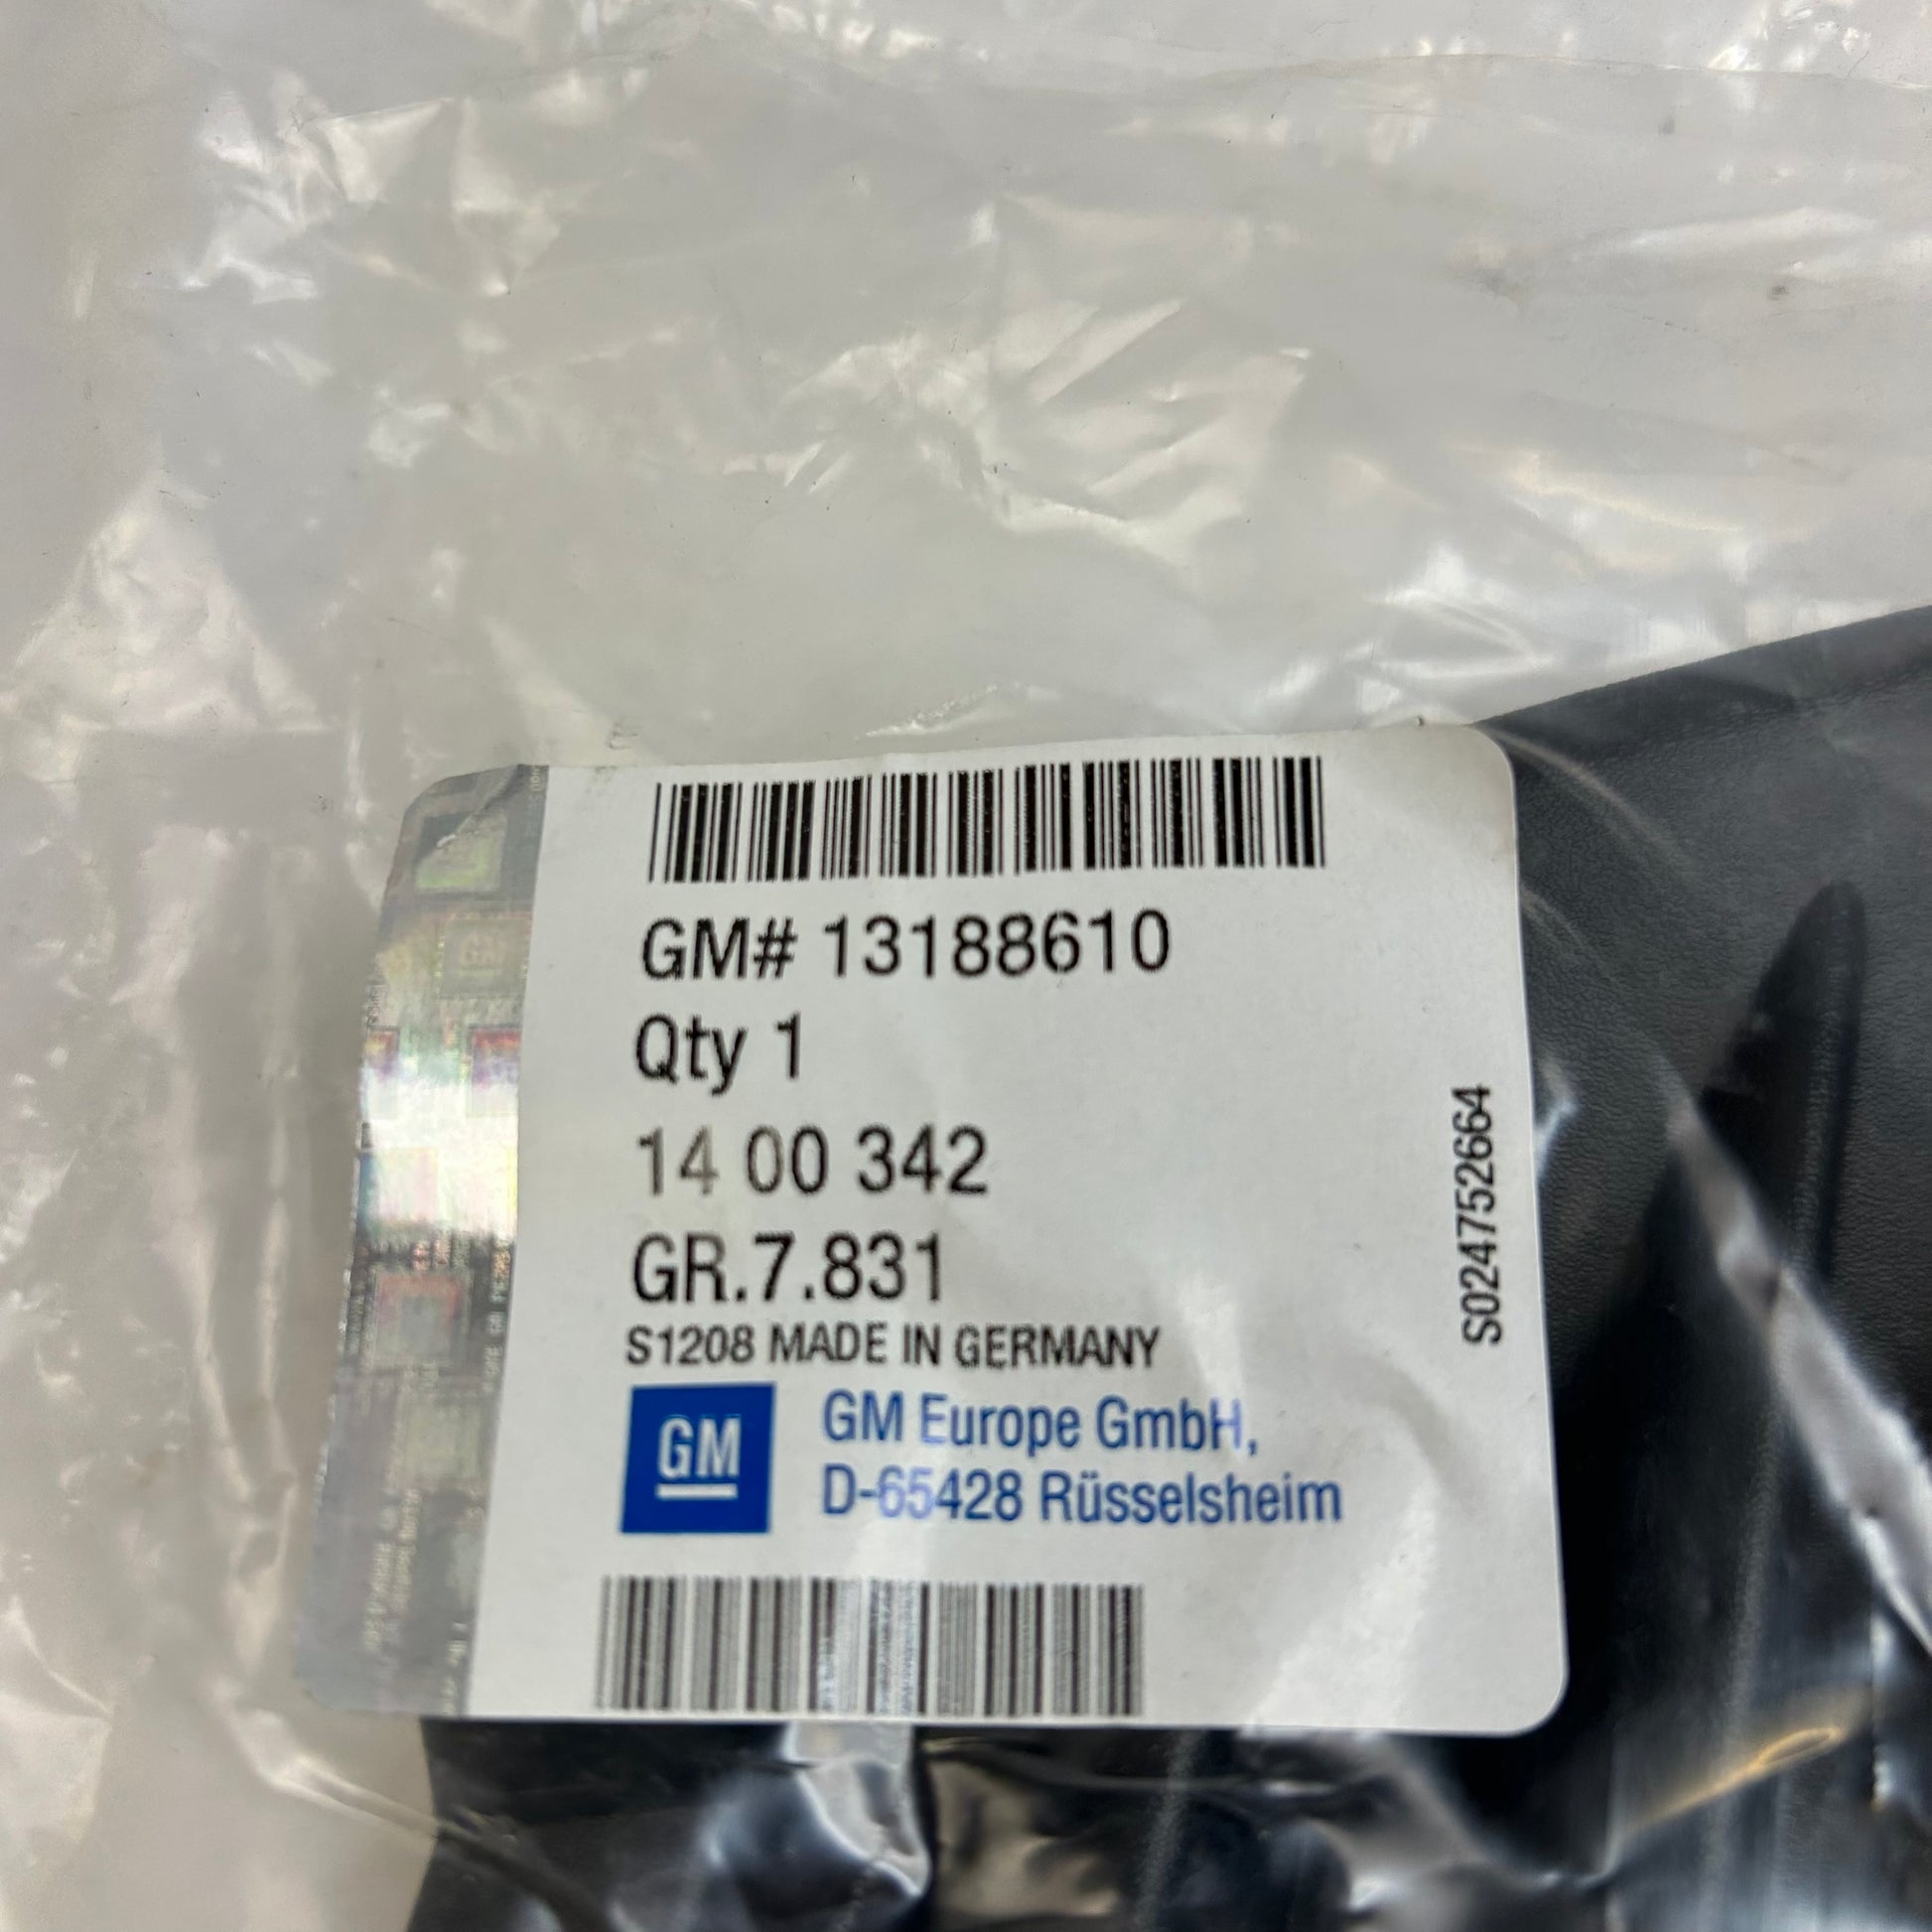 GM# 13188610
Qty 1
14 00 342
GR.7.831
S1208 MADE IN GERMANY
GM
GM Europe GmbH,
D-65428 Rüsselsheim
S024752664